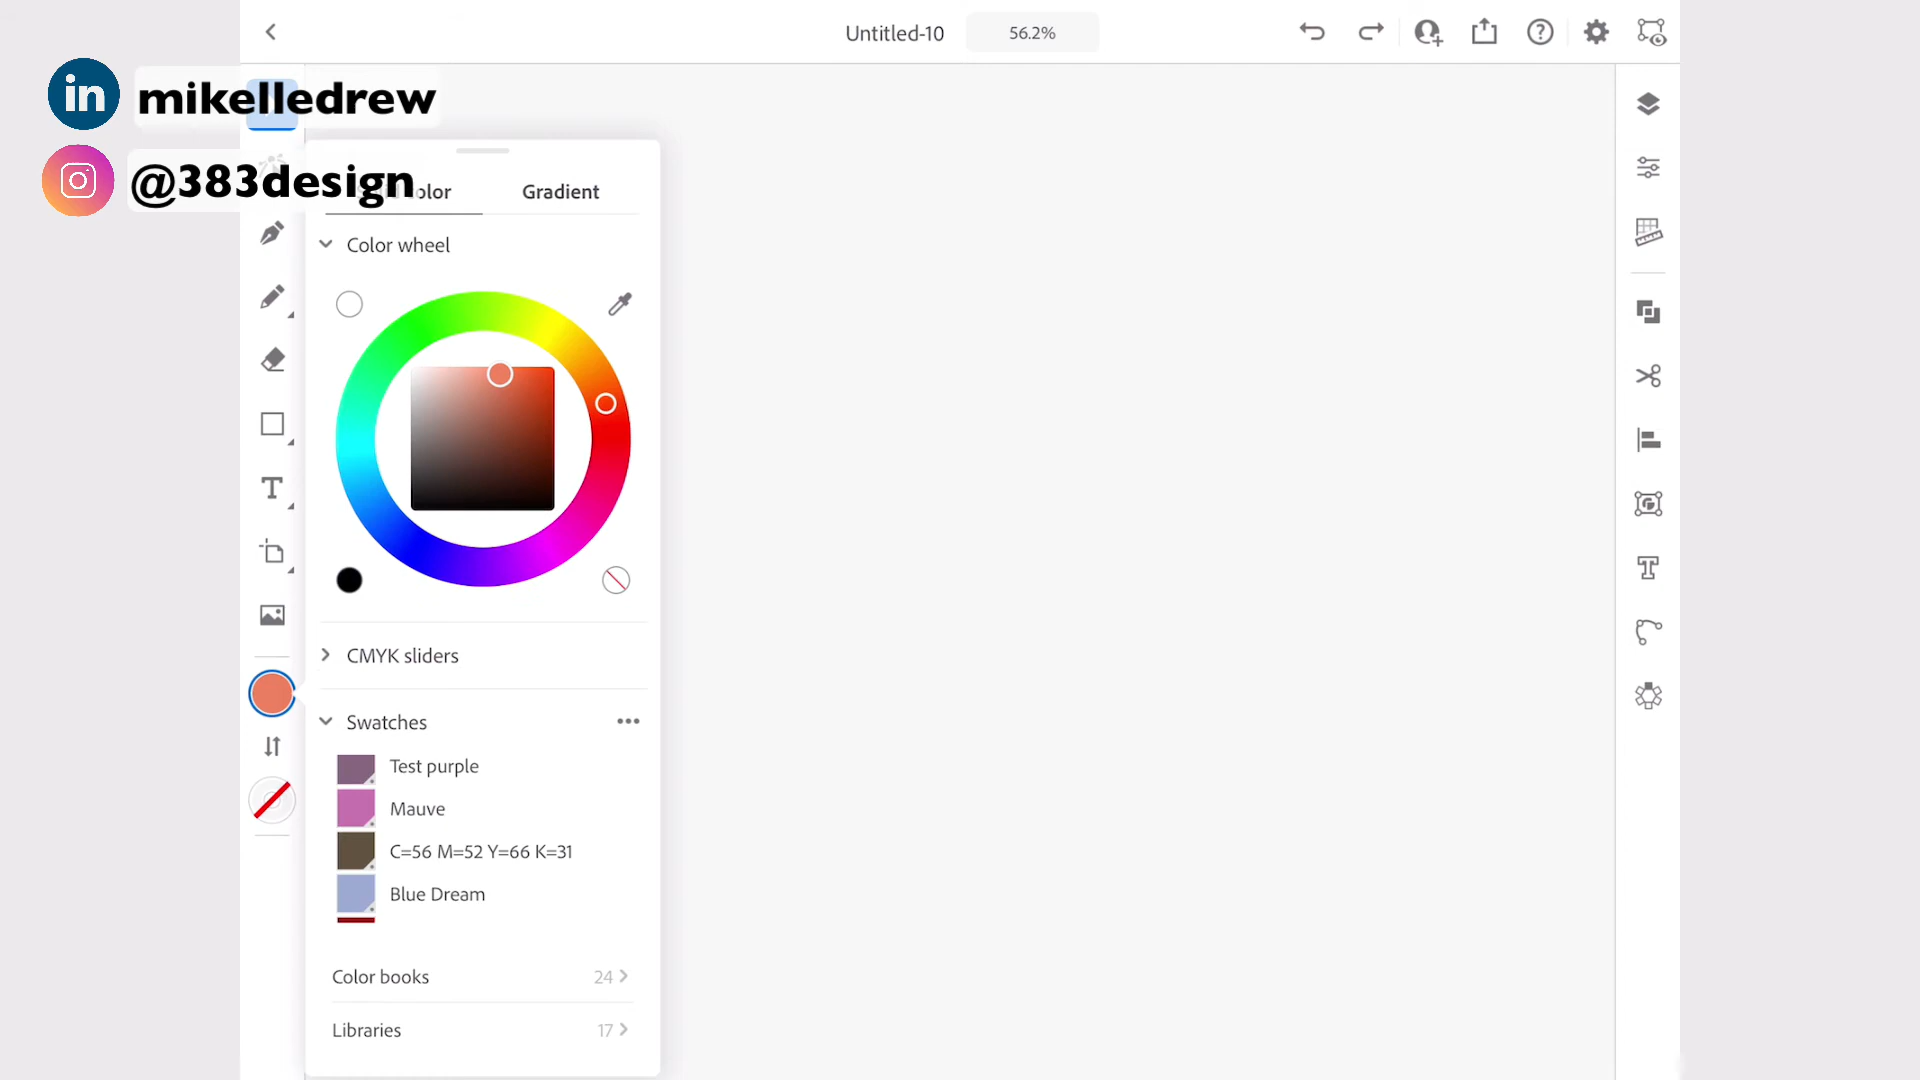 Untitled-10
56.2%
in mikelledrew
@383design
olor
Gradient
Color wheel
CMYK sliders
Swatches
Test purple
Mauve
C=56 M=52 Y=66 K=31
Blue Dream
Color books
24
Libraries
17